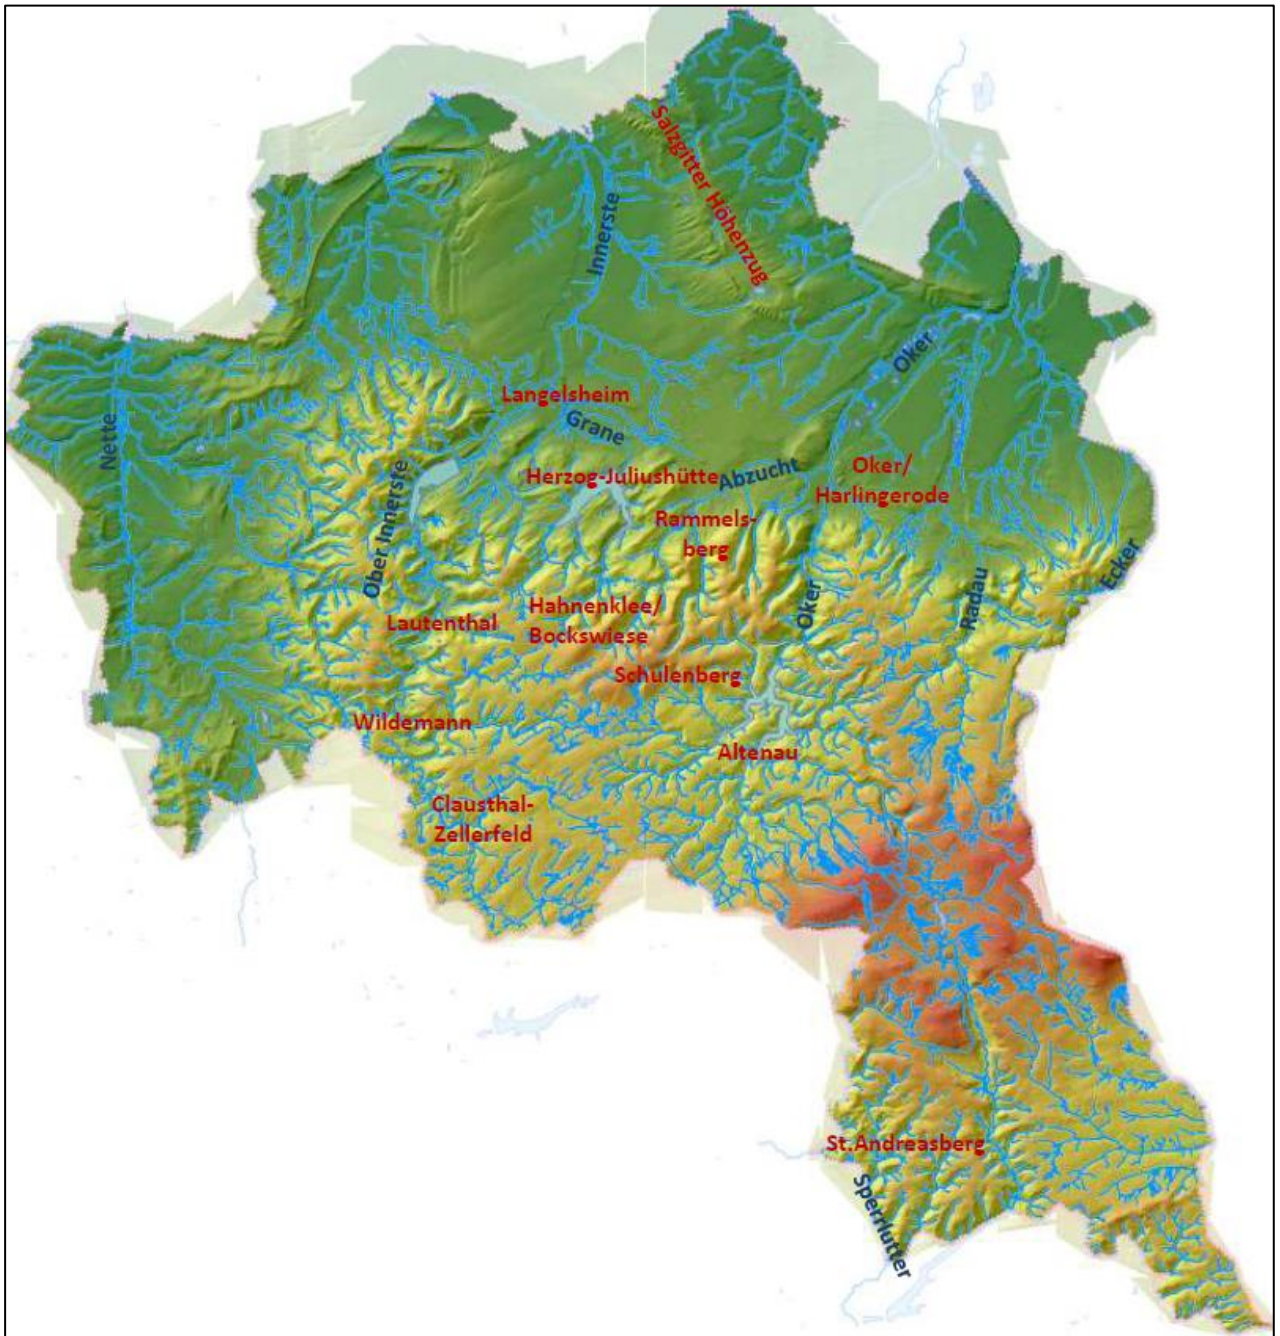 Salzgitter Höhenzug
Innerste
Oker
Langelsheim
Grane
Nette
Ober Innerste
Herzog-Juliushütte
Abzucht
Oker/
Harlingerode
Rammels-
berg
Ecker
Oker
Radau
Hahnenklee/
Bockswiese
Lautenthal
Schulenberg
Wildemann
Altenau
Clausthal-
Zellerfeld
St.Andreasberg
Sperrlutter